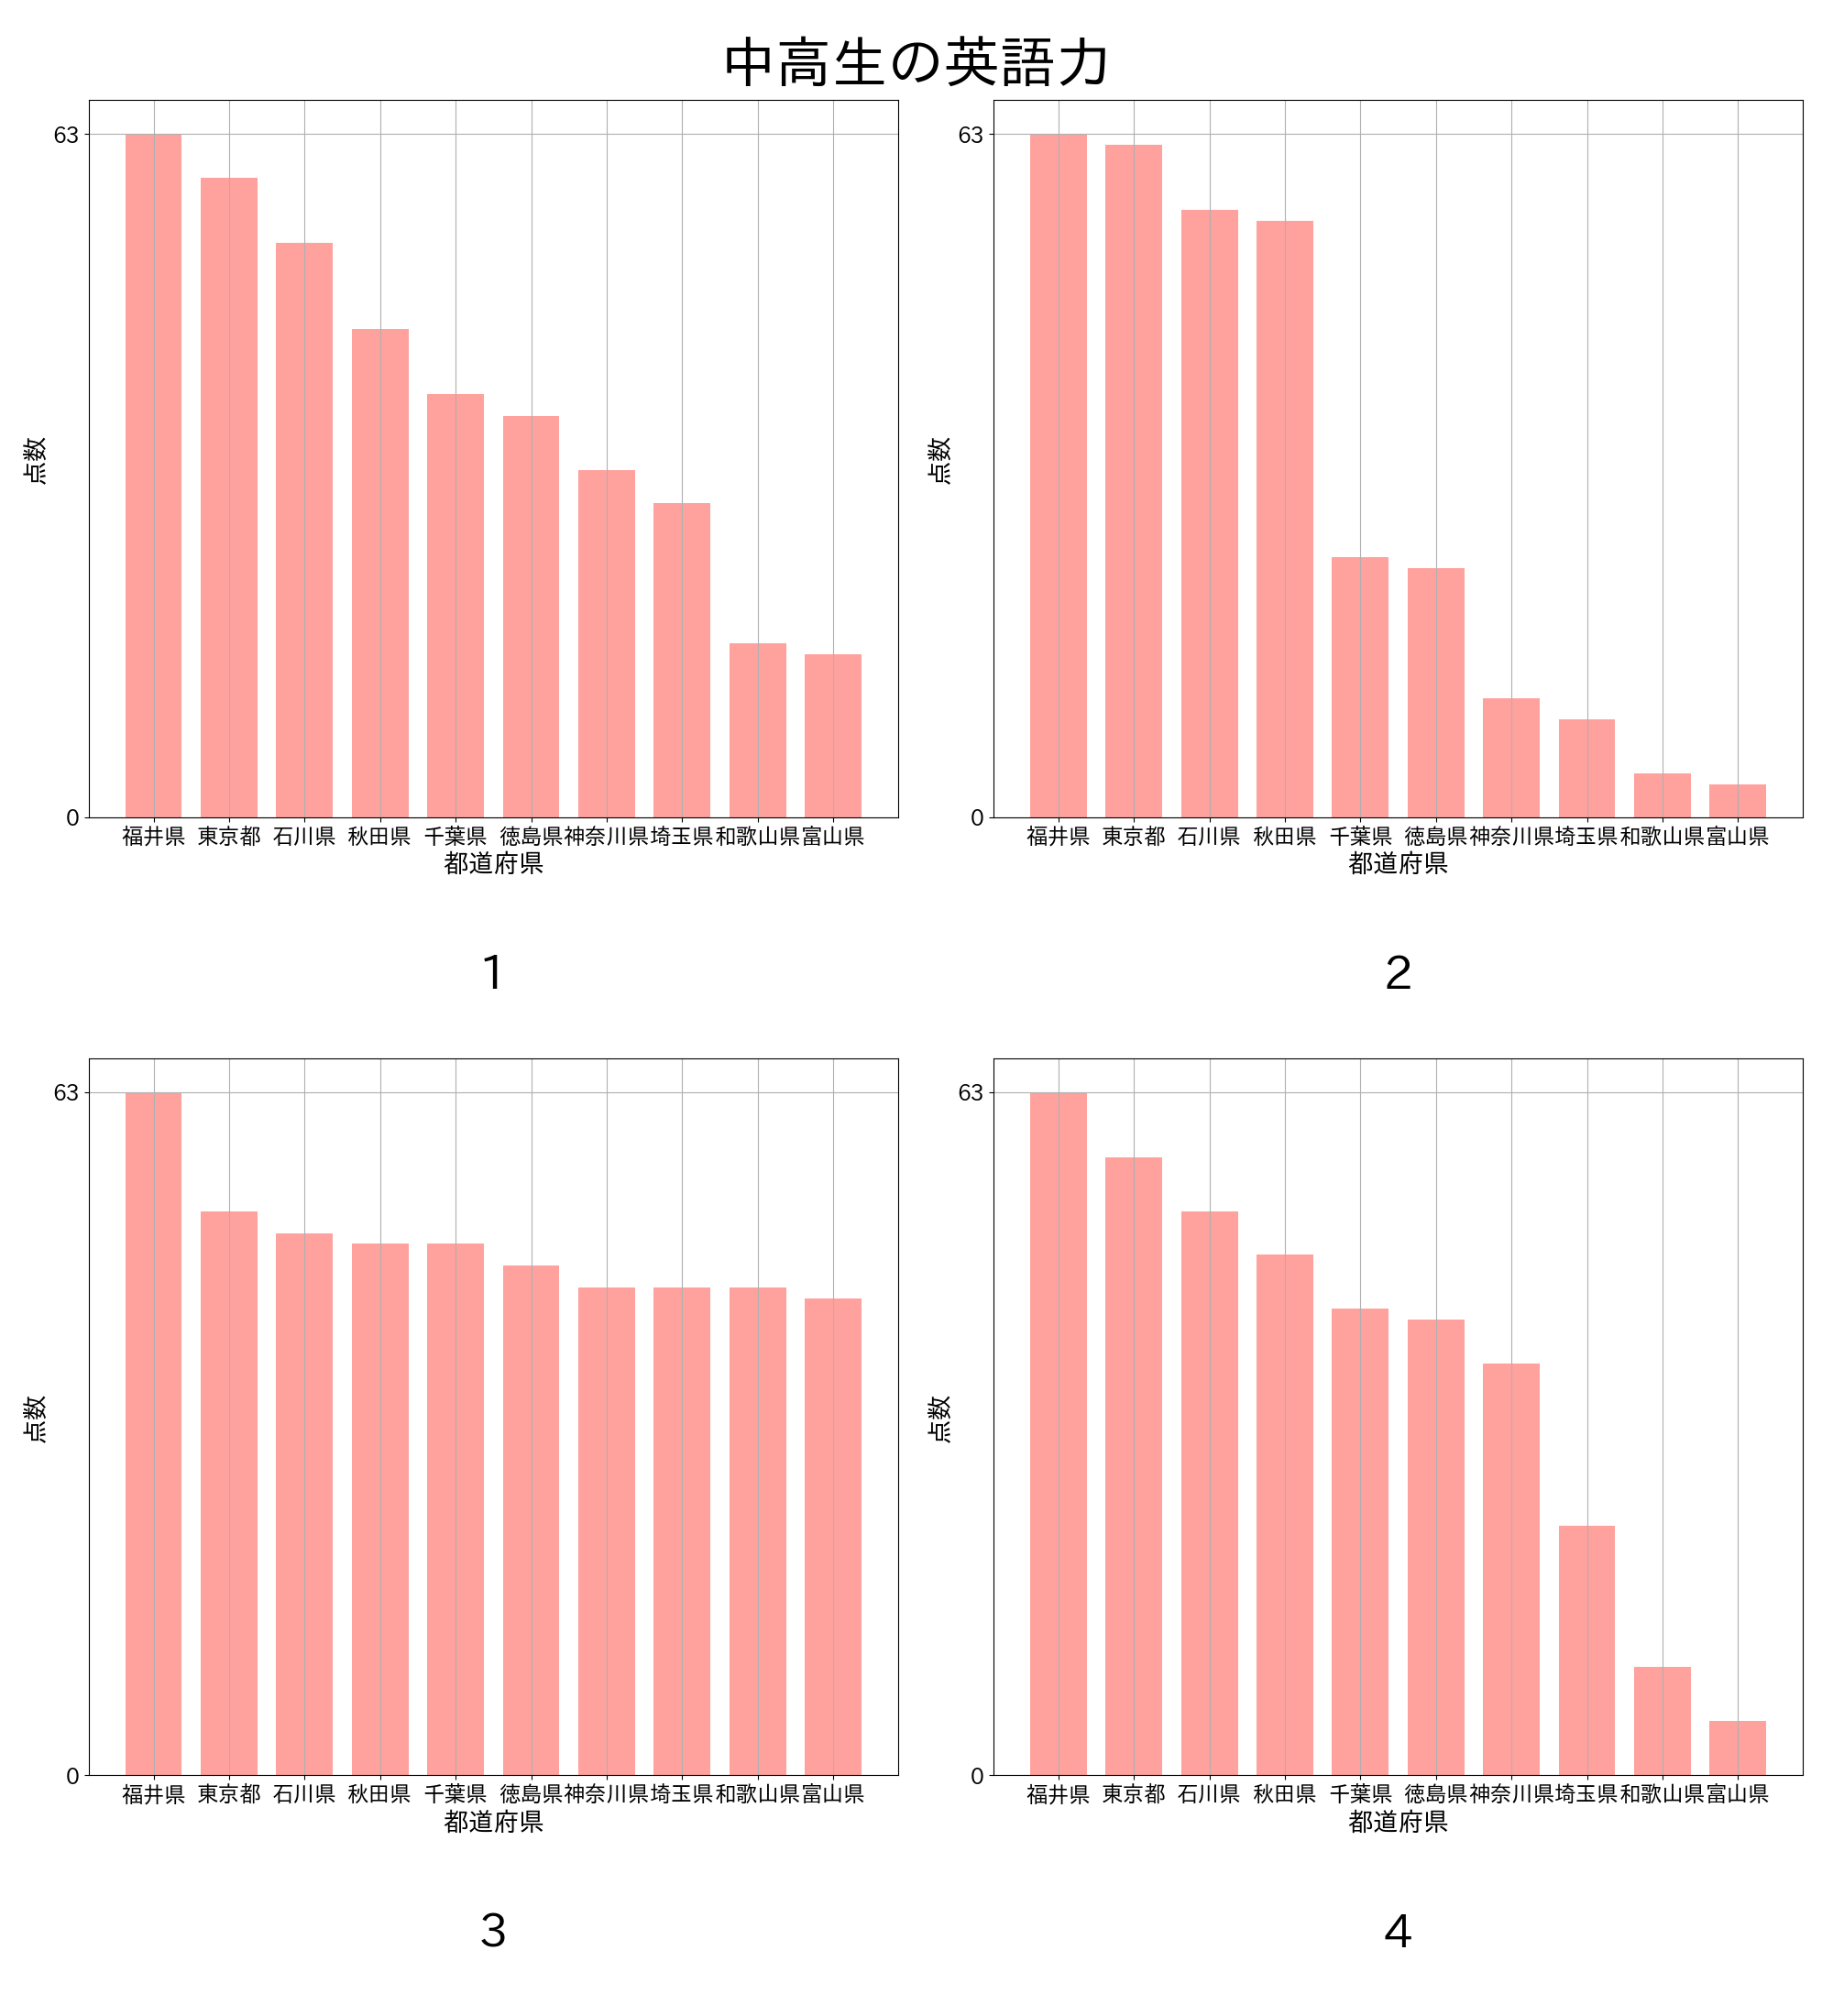 中高生の英語力
63
0
点数
福井県 東京都 石川県 秋田県 千葉県 徳島県 神奈川県 埼玉県 和歌山県 富山県
都道府県
1
63
0
点数
福井県 東京都 石川県 秋田県 千葉県 徳島県 神奈川県 埼玉県 和歌山県 富山県
都道府県
2
63
0
点数
福井県 東京都 石川県 秋田県 千葉県 徳島県 神奈川県 埼玉県 和歌山県 富山県
都道府県
3
63
0
点数
福井県 東京都 石川県 秋田県 千葉県 徳島県 神奈川県 埼玉県 和歌山県 富山県
都道府県
4